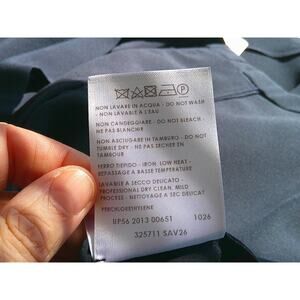 P
NON LAVARE IN ACQUA - DO NOT WASH
- NON LAVABLE A L'EAU
NON CANDEGGIARE - DO NOT BLEACH -
NE PAS BLANCHIR
NON ASCIUGARE IN TAMBURO - DO NOT
TUMBLE DRY - NE PAS SECHER EN
TAMBOUR
FERRO TIEPIDO - IRON, LOW HEAT -
REPASSAGE A BASSE TEMPERATURE
LAVABILE A SECCO DELICATO -
PROFESSIONAL DRY CLEAN, MILD
PROCESS - NETTOYAGE A SEC DELICAT
PERCHLORETHYLENE
UP56 2013 00651 1026
325711 SAV26